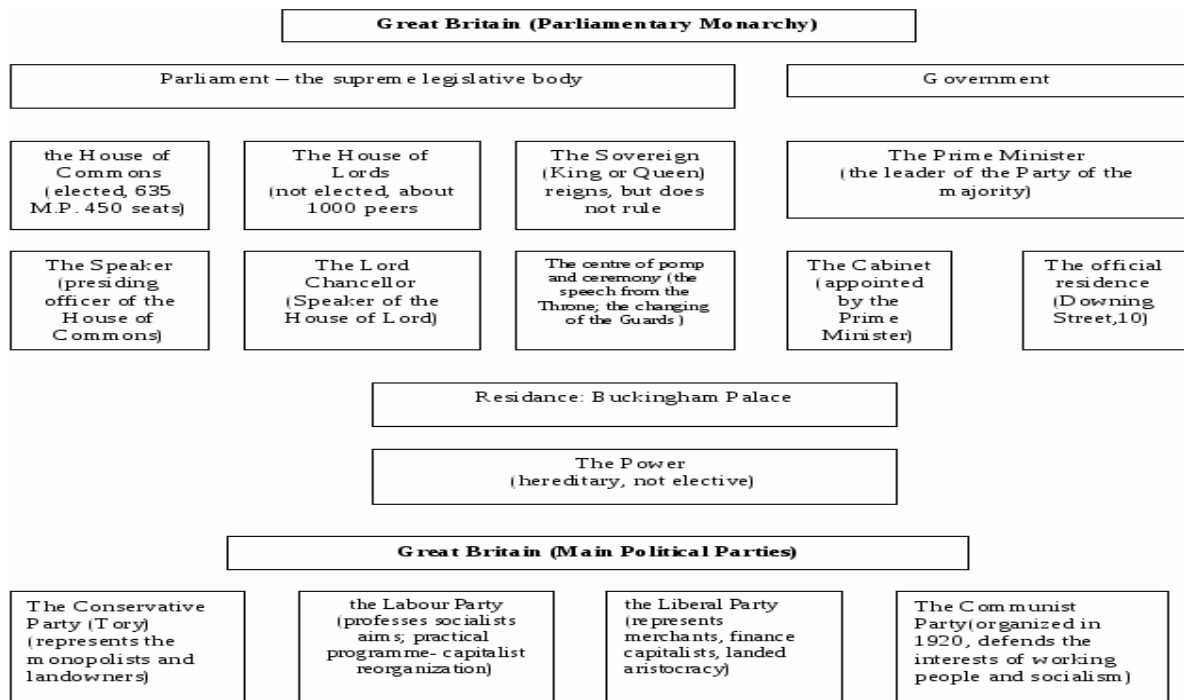 Great Britain (Parliamentary Monarchy)
Parliament – the supreme legislative body
Government
the House of
Commons
(elected, 635
M.P. 450 seats)
The House of
Lords
(not elected, about
1000 peers
The Sovereign
(King or Queen)
reigns, but does
not rule
The Prime Minister
(the leader of the Party of the
majority)
The Speaker
(presiding
officer of the
House of
Commons)
The Lord
Chancellor
(Speaker of the
House of Lord)
The centre of pomp
and ceremony (the
speech from the
Throne; the changing
of the Guards)
The Cabinet
(appointed
by the
Prime
Minister)
The official
residence
(Downing
Street,10)
Residance: Buckingham Palace
The Power
(hereditary, not elective)
Great Britain (Main Political Parties)
The Conservative
Party (Tory)
(represents the
monopolists and
landowners)
the Labour Party
(professes socialists
aims; practical
programme- capitalist
reorganization)
the Liberal Party
(represents
merchants, finance
capitalists, landed
aristocracy)
The Communist
Party(organized in
1920, defends the
interests of working
people and socialism)